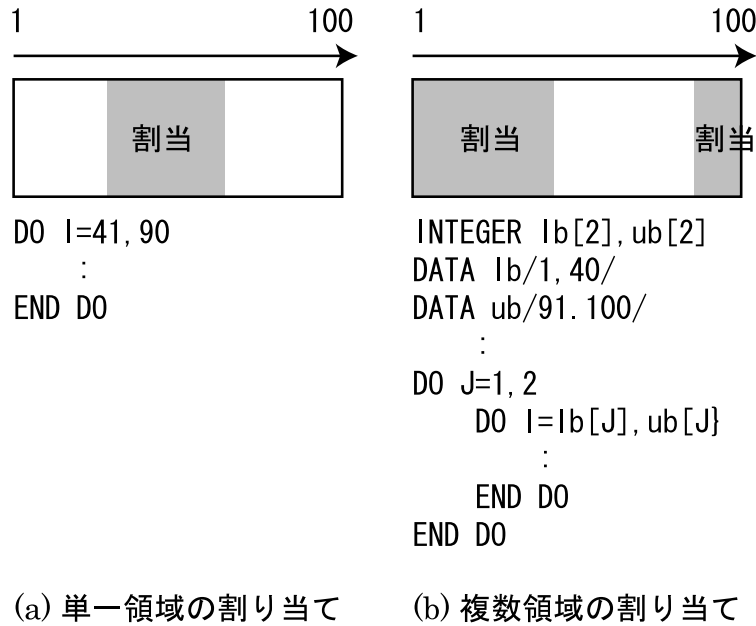 1 100
割当
DO I=41,90
:
END DO
(a) 単一領域の割り当て
1 100
割当 割当
INTEGER lb[2],ub[2]
DATA lb/1,40/
DATA ub/91.100/
:
DO J=1,2
DO I=lb[J],ub[J}
:
END DO
END DO
(b) 複数領域の割り当て